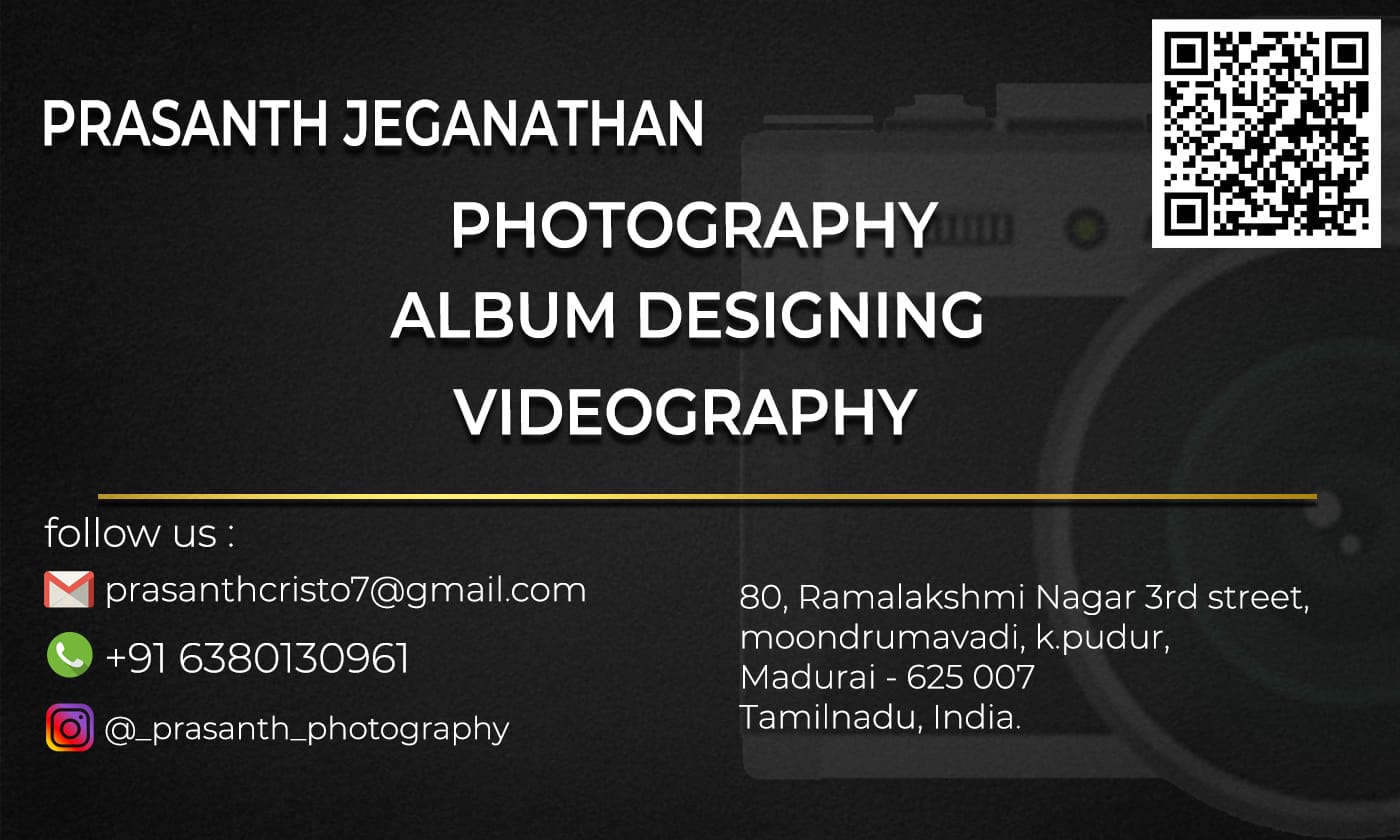 PRASANTH JEGANATHAN
PHOTOGRAPHY
ALBUM DESIGNING
VIDEOGRAPHY
follow us :
prasanthcristo7@gmail.com
+91 6380130961
@_prasanth_photography
80, Ramalakshmi Nagar 3rd street,
moondrumavadi, k.pudur,
Madurai - 625 007
Tamilnadu, India.